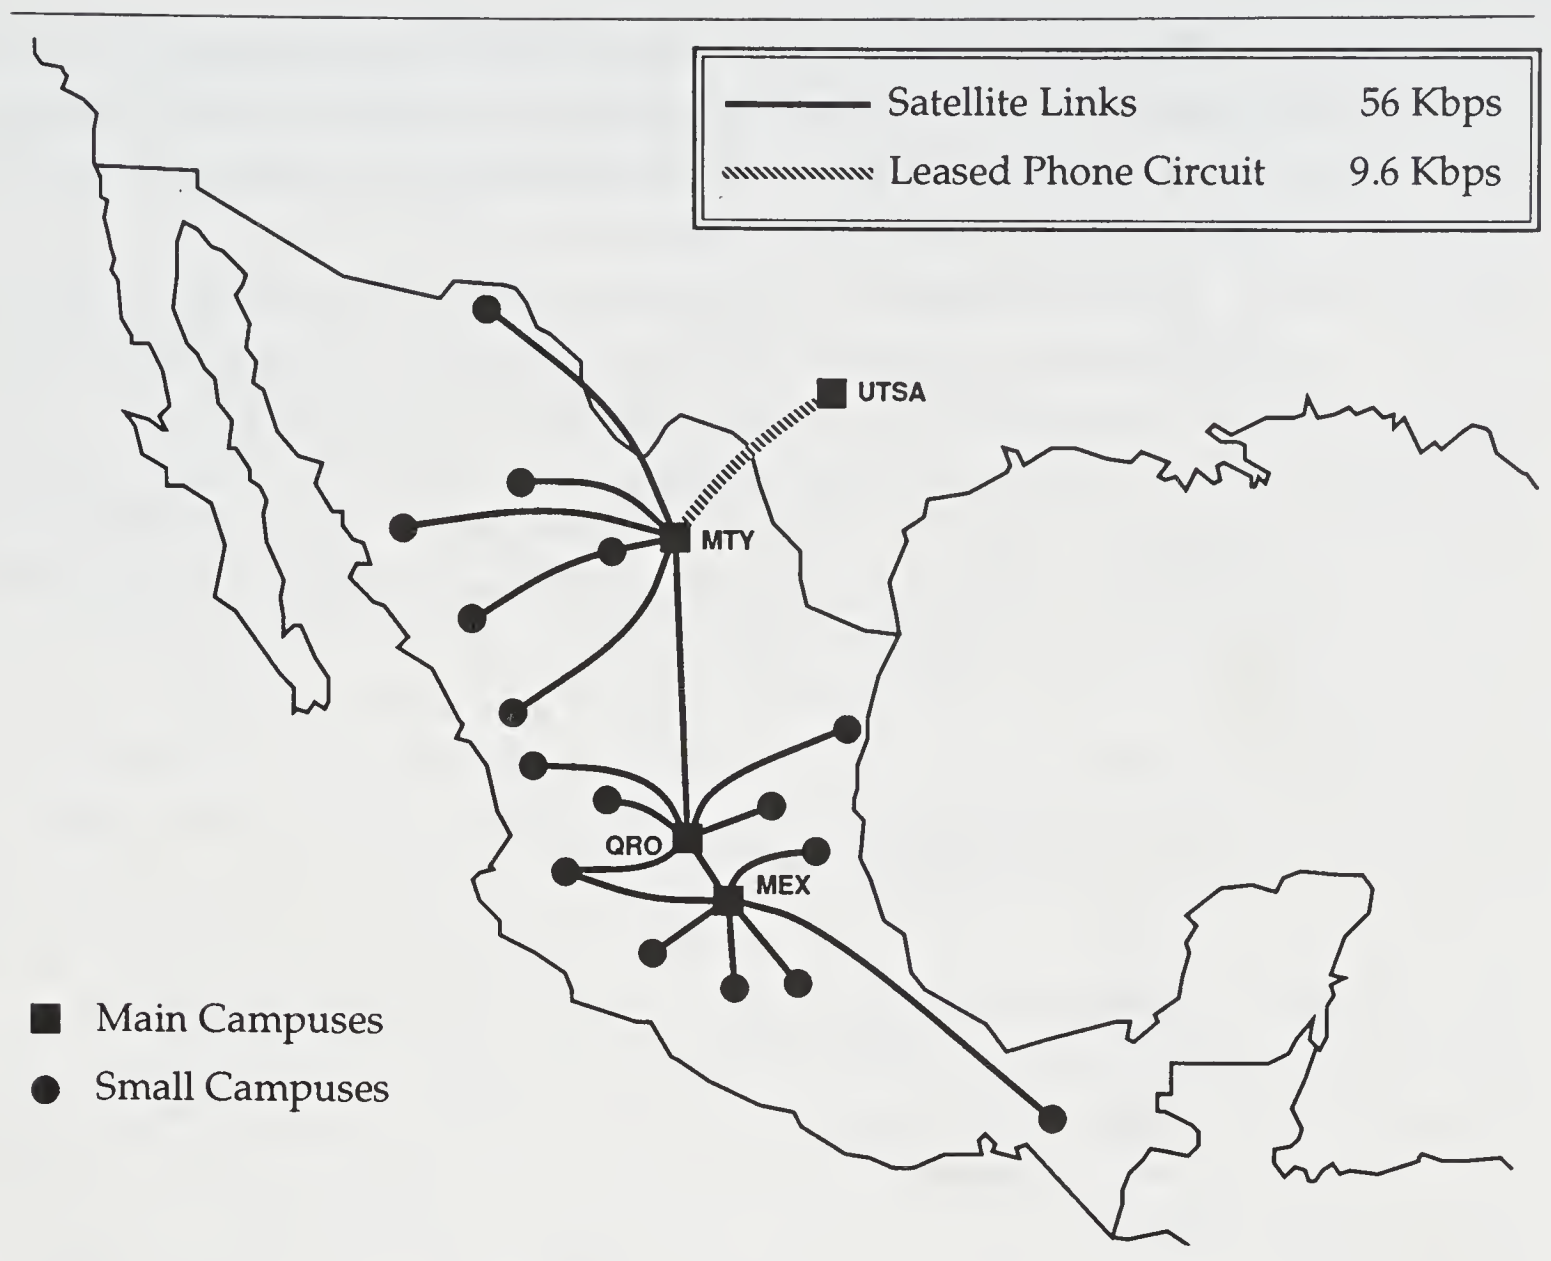 Satellite Links 56 Kbps
Leased Phone Circuit 9.6 Kbps
UTSA
MTY
QRO
MEX
Main Campuses
Small Campuses